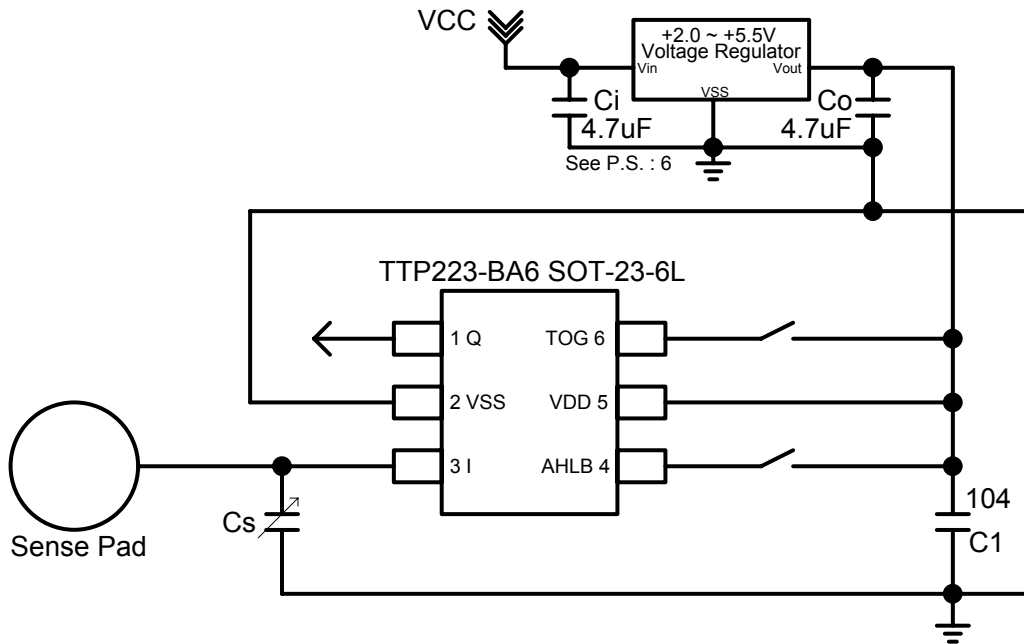 VCC
+2.0 ~ +5.5V
Voltage Regulator
Vin
Vout
VSS
Ci
4.7uF
Co
4.7uF
See P.S. : 6
TTP223-BA6 SOT-23-6L
1 Q
TOG 6
2 VSS
VDD 5
3 I
AHLB 4
Sense Pad
Cs
104
C1